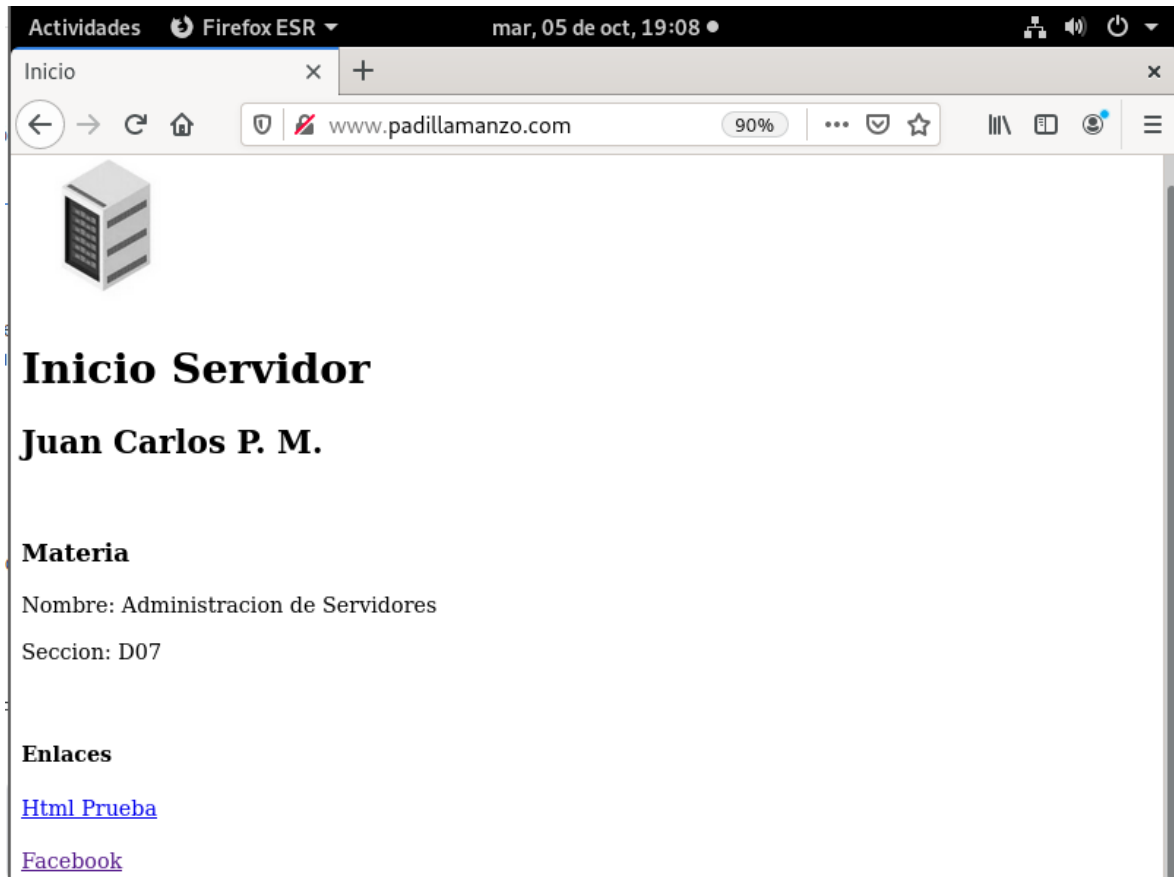 Actividades Firefox ESR mar, 05 de oct, 19:08
Inicio
www.padillamanzo.com 90%
Inicio Servidor
Juan Carlos P. M.
Materia
Nombre: Administracion de Servidores
Seccion: D07
Enlaces
Html Prueba
Facebook